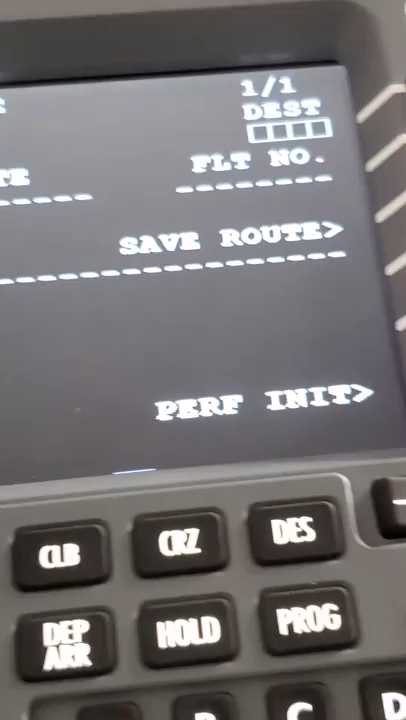 1/1
DEST
FLT NO.
SAVE ROUTE>
PERF INIT>
CLB CRZ DES
DEP ARR HOLD PROG
C